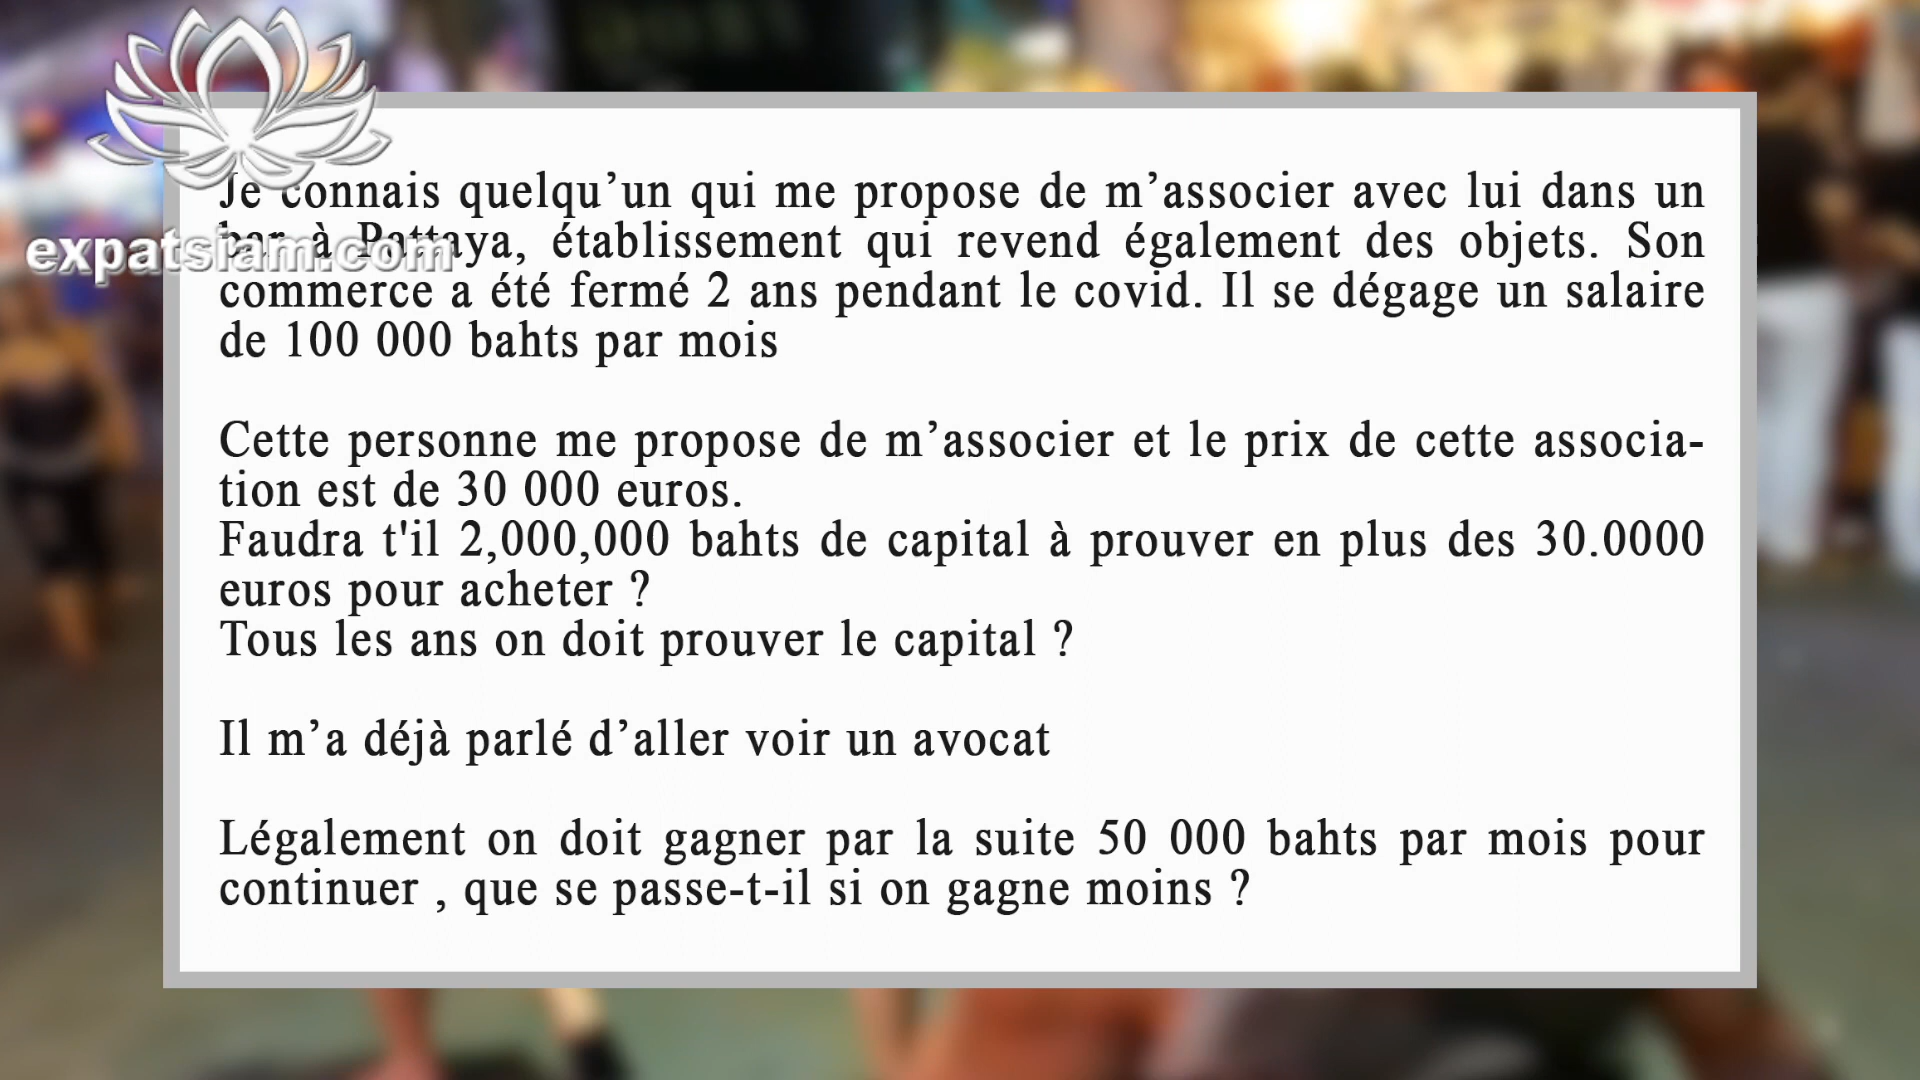 Je connais quelqu’un qui me propose de m’associer avec lui dans un
expatsiam.com
bar à Pattaya, établissement qui revend également des objets. Son
commerce a été fermé 2 ans pendant le covid. Il se dégage un salaire
de 100 000 bahts par mois
Cette personne me propose de m’associer et le prix de cette associa-
tion est de 30 000 euros.
Faudra t'il 2,000,000 bahts de capital à prouver en plus des 30.0000
euros pour acheter ?
Tous les ans on doit prouver le capital ?
Il m’a déjà parlé d’aller voir un avocat
Légalement on doit gagner par la suite 50 000 bahts par mois pour
continuer , que se passe-t-il si on gagne moins ?